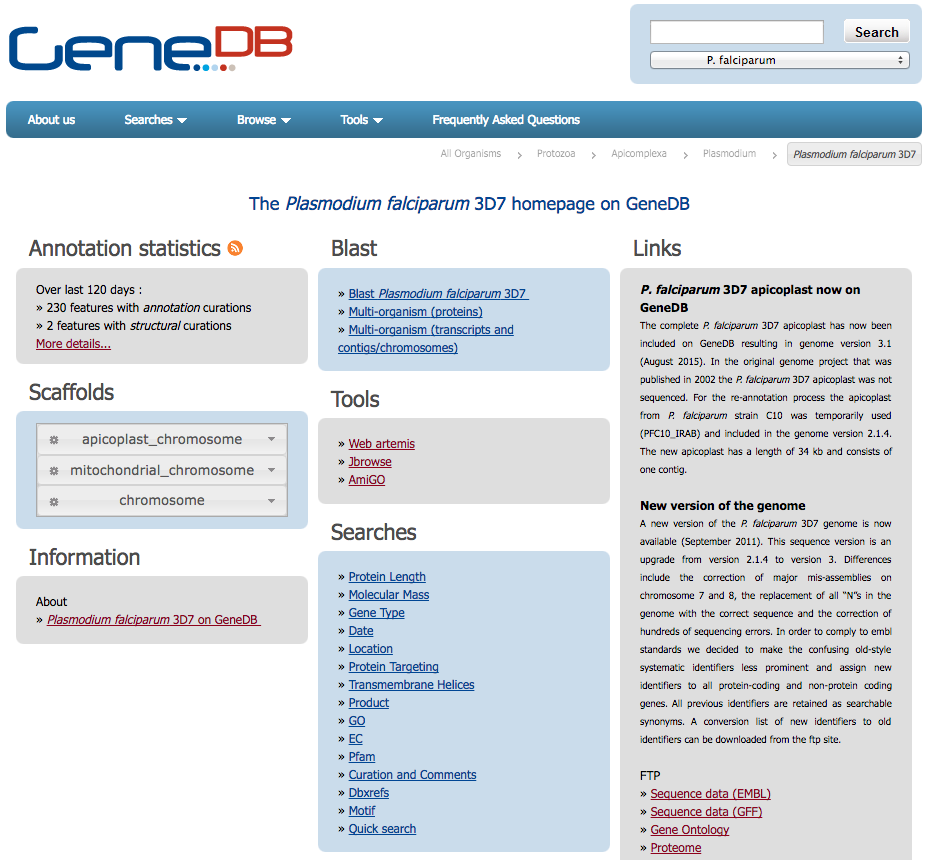 GeneDB
Search
P. falciparum
About us
Searches
Browse
Tools
Frequently Asked Questions
All Organisms
Protozoa
Apicomplexa
Plasmodium
Plasmodium falciparum 3D7
The Plasmodium falciparum 3D7 homepage on GeneDB
Annotation statistics
Over last 120 days :
» 230 features with annotation curations
» 2 features with structural curations
More details...
Scaffolds
apicoplast_chromosome
mitochondrial_chromosome
chromosome
Information
About
» Plasmodium falciparum 3D7 on GeneDB
Blast
» Blast Plasmodium falciparum 3D7
» Multi-organism (proteins)
» Multi-organism (transcripts and
contigs/chromosomes)
Tools
» Web artemis
» Jbrowse
» AmiGO
Searches
» Protein Length
» Molecular Mass
» Gene Type
» Date
» Location
» Protein Targeting
» Transmembrane Helices
» Product
» GO
» EC
» Pfam
» Curation and Comments
» Dbxrefs
» Motif
» Quick search
Links
P. falciparum 3D7 apicoplast now on
GeneDB
The complete P. falciparum 3D7 apicoplast has now been
included on GeneDB resulting in genome version 3.1
(August 2015). In the original genome project that was
published in 2002 the P. falciparum 3D7 apicoplast was not
sequenced. For the re-annotation process the apicoplast
from P. falciparum strain C10 was temporarily used
(PFC10_IRAB) and included in the genome version 2.1.4.
The new apicoplast has a length of 34 kb and consists of
one contig.
New version of the genome
A new version of the P. falciparum 3D7 genome is now
available (September 2011). This sequence version is an
upgrade from version 2.1.4 to version 3. Differences
include the correction of major mis-assemblies on
chromosome 7 and 8, the replacement of all "N"s in the
genome with the correct sequence and the correction of
hundreds of sequencing errors. In order to comply to embl
standards we decided to make the confusing old-style
systematic identifiers less prominent and assign new
identifiers to all protein-coding and non-protein coding
genes. All previous identifiers are retained as searchable
synonyms. A conversion list of new identifiers to old
identifiers can be downloaded from the ftp site.
FTP
» Sequence data (EMBL)
» Sequence data (GFF)
» Gene Ontology
» Proteome